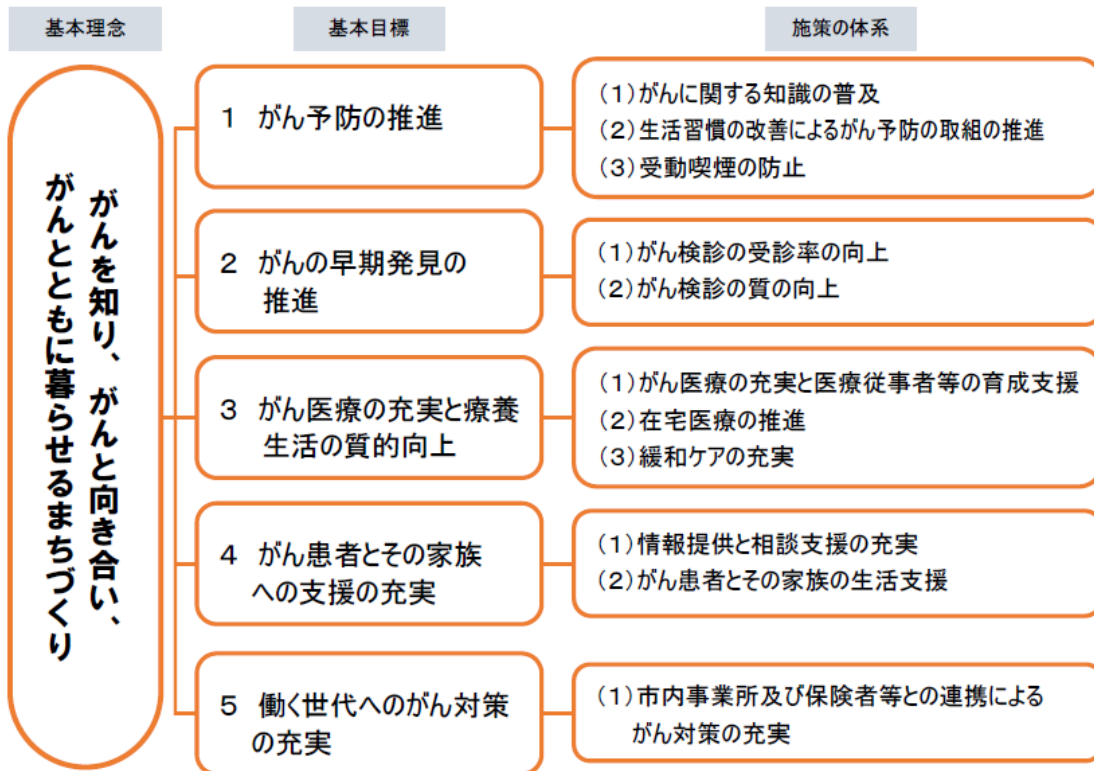 基本理念
基本目標
施策の体系
がんを知り、がんと向き合い、
がんとともに暮らせるまちづくり
1 がん予防の推進
(1)がんに関する知識の普及
(2)生活習慣の改善によるがん予防の取組の推進
(3)受動喫煙の防止
2 がんの早期発見の
推進
(1)がん検診の受診率の向上
(2)がん検診の質の向上
3 がん医療の充実と療養
生活の質的向上
(1)がん医療の充実と医療従事者等の育成支援
(2)在宅医療の推進
(3)緩和ケアの充実
4 がん患者とその家族
への支援の充実
(1)情報提供と相談支援の充実
(2)がん患者とその家族の生活支援
5 働く世代へのがん対策
の充実
(1)市内事業所及び保険者等との連携による
がん対策の充実